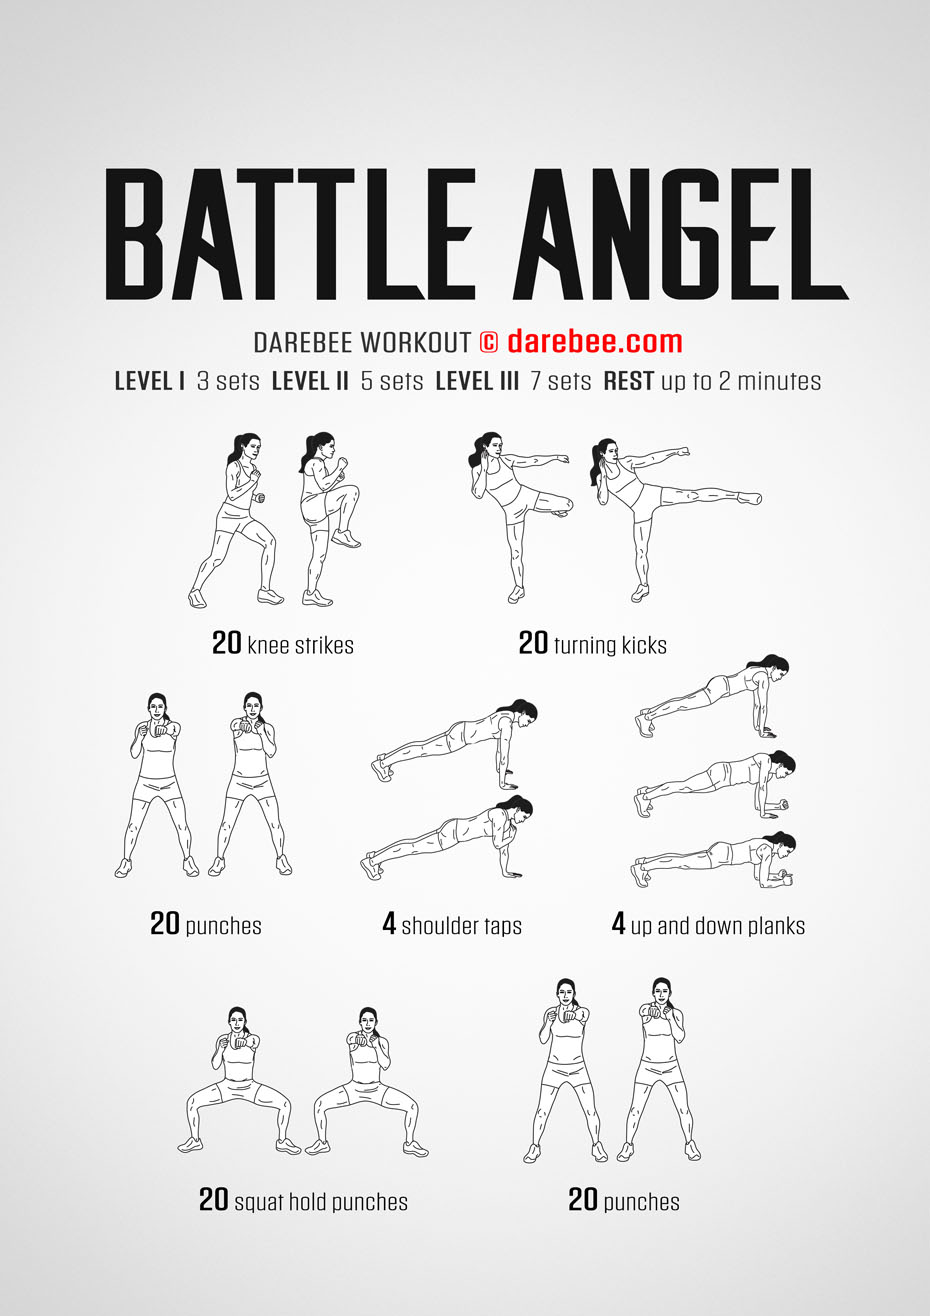 BATTLE ANGEL
DAREBEE WORKOUT © darebee.com
LEVEL I 3 sets LEVEL II 5 sets LEVEL III 7 sets REST up to 2 minutes
20 knee strikes
20 turning kicks
20 punches
4 shoulder taps
4 up and down planks
20 squat hold punches
20 punches